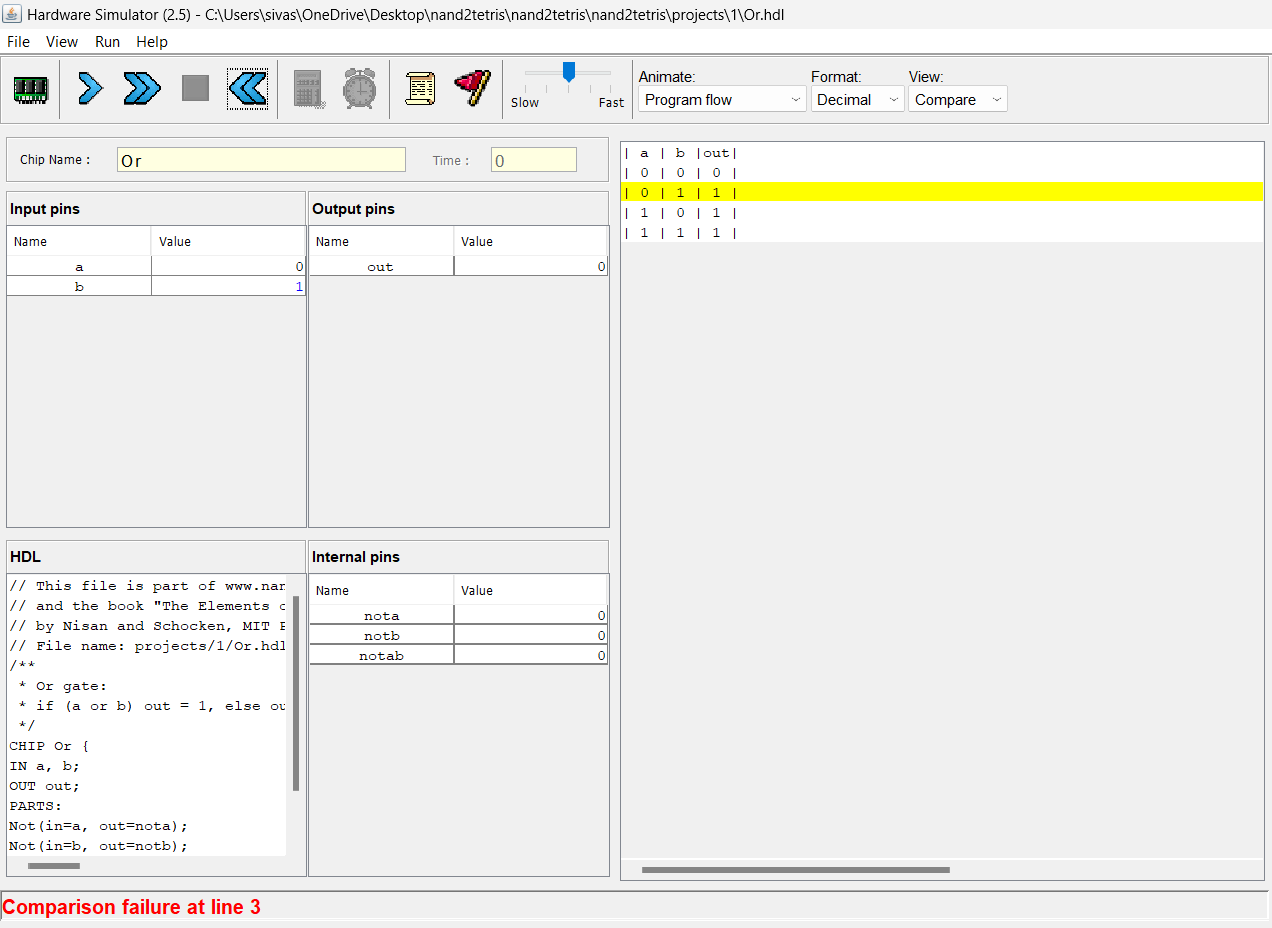 Hardware Simulator (2.5) - C:\Users\sivas\OneDrive\Desktop\nand2tetris\nand2tetris\nand2tetris\projects\1\Or.hdl
File View Run Help
Slow Fast
Animate: Format: View:
Program flow Decimal Compare
Chip Name : Or Time : 0
Input pins
Name Value
a 0
b 1
Output pins
Name Value
out 0
| a | b |out|
| 0 | 0 | 0 |
| 0 | 1 | 1 |
| 1 | 0 | 1 |
| 1 | 1 | 1 |
HDL
// This file is part of www.nan
// and the book "The Elements o
// by Nisan and Schocken, MIT P
// File name: projects/1/Or.hdl
/**
* Or gate:
* if (a or b) out = 1, else ou
*/
CHIP Or {
IN a, b;
OUT out;
PARTS:
Not(in=a, out=nota);
Not(in=b, out=notb);
Internal pins
Name Value
nota 0
notb 0
notab 0
Comparison failure at line 3